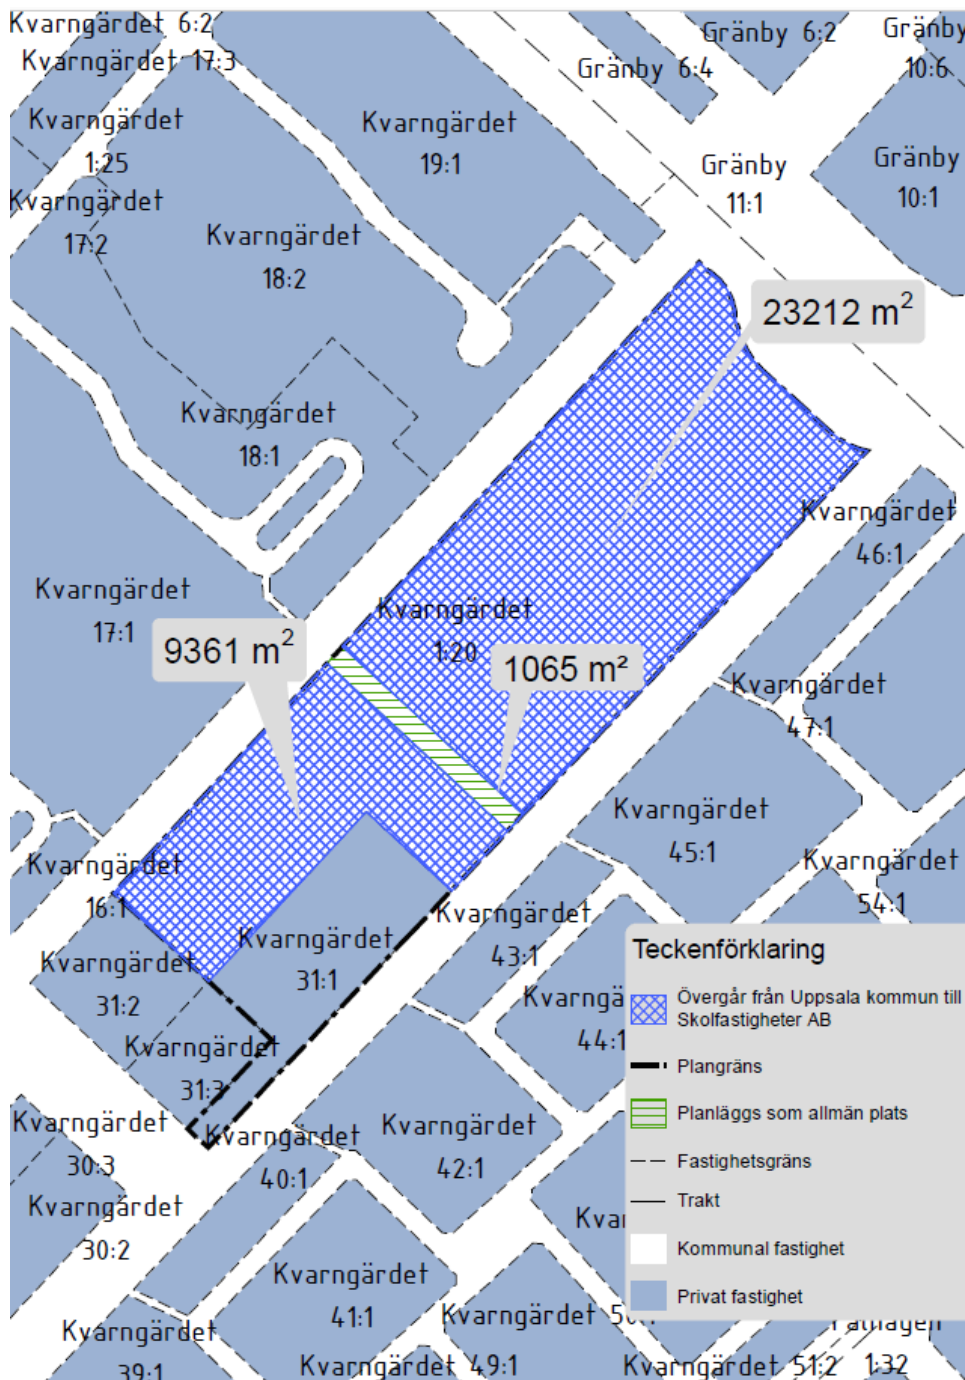 Kvarngärdet 6:2
Kvarngärdet 17:3
Gränby 6:2
Gränby
10:6
Gränby 6:4
Kvarngärdet
1:25
Kvarngärdet
19:1
Gränby
11:1
Gränby
10:1
Kvarngärdet
17:2
Kvarngärdet
18:2
23212 m²
Kvarngärdet
18:1
Kvarngärdet
46:1
Kvarngärdet
17:1
Kvarngärdet
1:20
9361 m²
1065 m²
Kvarngärdet
47:1
Kvarngärdet
45:1
Kvarngärdet
54:1
Kvarngärdet
16:1
Kvarngärdet
43:1
Kvarngärdet
31:1
Kvarngärdet
31:2
Kvarngä
44:1
Kvarngärdet
31:3
Kvarngärdet
30:3
Kvarngärdet
40:1
Kvarngärdet
42:1
Kvarngärdet
30:2
Kvar
Kvarngärdet
41:1
Kvarngärdet
39:1
Kvarngärdet 49:1
Kvarngärdet 51:2
1:32
Teckenförklaring
Övergår från Uppsala kommun till
Skolfastigheter AB
Plangräns
Planläggs som allmän plats
Fastighetsgräns
Trakt
Kommunal fastighet
Privat fastighet